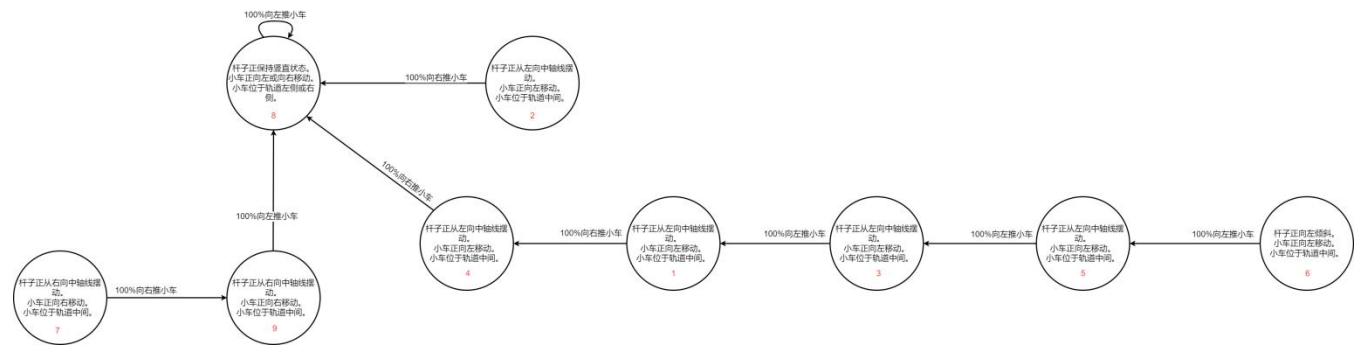 100%向左推小车
杆子正保持竖直状态。
小车正向左或向右移动。
小车位于轨道左侧或右
侧。
8
100%向右推小车
杆子正从左向中轴线摆
动。
小车正向左移动。
小车位于轨道中间。
2
100%向右推小车
100%向左推小车
杆子正从右向中轴线摆
动。
小车正向右移动。
小车位于轨道中间。
7
100%向右推小车
杆子正从右向中轴线摆
动。
小车正向右移动。
小车位于轨道中间。
9
杆子正从左向中轴线摆
动。
小车正向左移动。
小车位于轨道中间。
4
100%向右推小车
杆子正从左向中轴线摆
动。
小车正向左移动。
小车位于轨道中间。
1
100%向左推小车
杆子正从左向中轴线摆
动。
小车正向左移动。
小车位于轨道中间。
3
100%向左推小车
杆子正从左向中轴线摆
动。
小车正向左移动。
小车位于轨道中间。
5
100%向左推小车
杆子正向左倾斜。
小车正向左移动。
小车位于轨道中间。
6